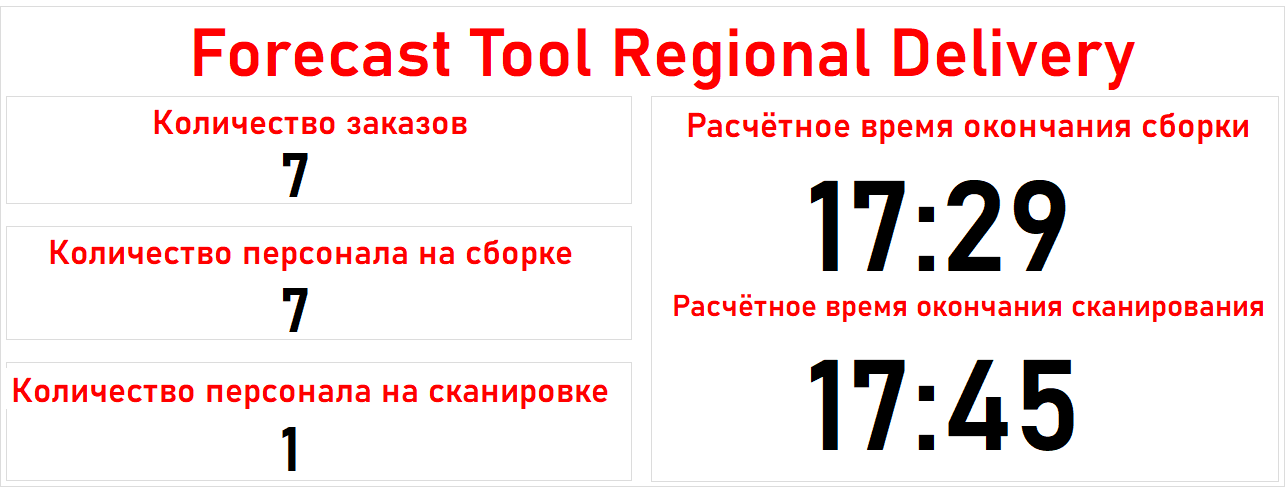 Forecast Tool Regional Delivery
Количество заказов
7
Количество персонала на сборке
7
Количество персонала на сканировке
1
Расчётное время окончания сборки
17:29
Расчётное время окончания сканирования
17:45